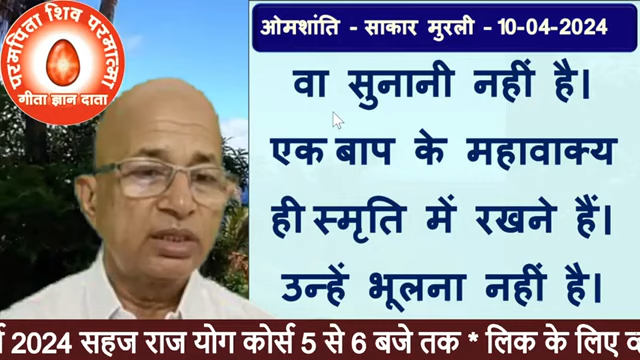 परमपिता शिव परमात्मा
गीता ज्ञान दाता
ओमशांति - साकार मुरली - 10-04-2024
वा सुनानी नहीं है।
एक बाप के महावाक्य
ही स्मृति में रखने हैं।
उन्हें भूलना नहीं है।
2024 सहज राज योग कोर्स 5 से 6 बजे तक * लिक के लिए